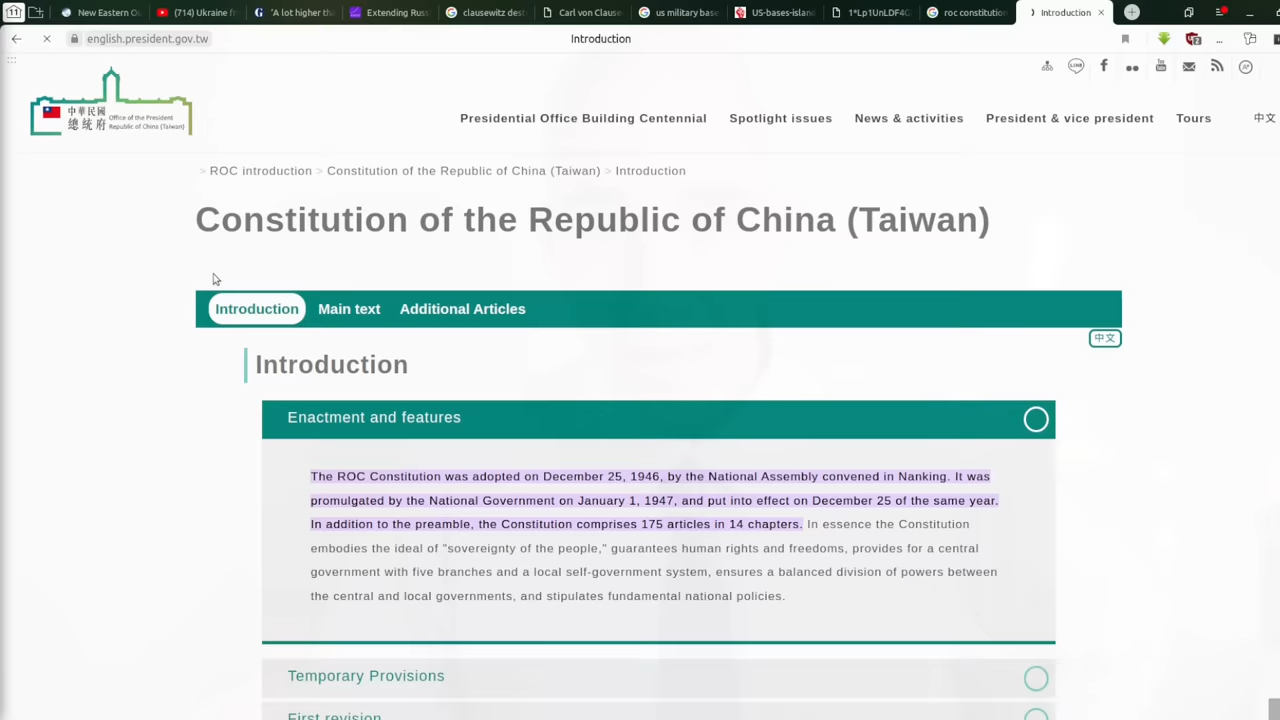 New Eastern Ou
(714) Ukraine f
"A lot higher tha
Extending Russ
clausewitz dest
Carl von Clause
us military base
US-bases-island
1*Lp1UnLDF4G
roc constitution
Introduction
english.president.gov.tw
Introduction
中華民國
總統府
Office of the President
Republic of China (Taiwan)
Presidential Office Building Centennial
Spotlight issues
News & activities
President & vice president
Tours
中文
> ROC introduction > Constitution of the Republic of China (Taiwan) > Introduction
Constitution of the Republic of China (Taiwan)
Introduction
Main text
Additional Articles
中文
Introduction
Enactment and features
The ROC Constitution was adopted on December 25, 1946, by the National Assembly convened in Nanking. It was
promulgated by the National Government on January 1, 1947, and put into effect on December 25 of the same year.
In addition to the preamble, the Constitution comprises 175 articles in 14 chapters. In essence the Constitution
embodies the ideal of "sovereignty of the people," guarantees human rights and freedoms, provides for a central
government with five branches and a local self-government system, ensures a balanced division of powers between
the central and local governments, and stipulates fundamental national policies.
Temporary Provisions
First revision